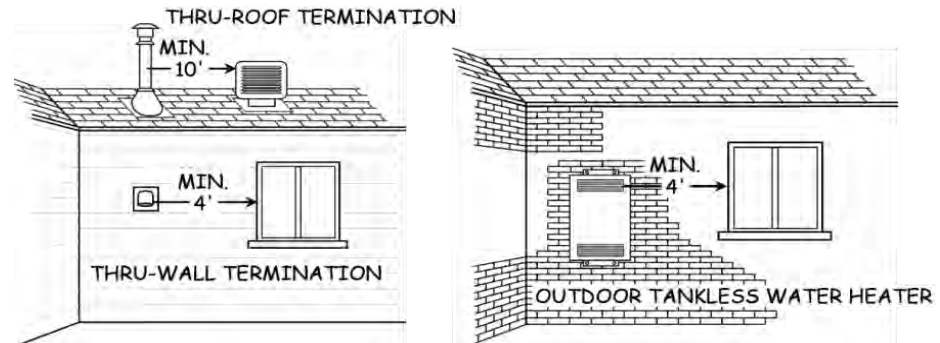 THRU-ROOF TERMINATION
MIN.
10'
MIN.
4'
THRU-WALL TERMINATION
MIN.
4'
OUTDOOR TANKLESS WATER HEATER